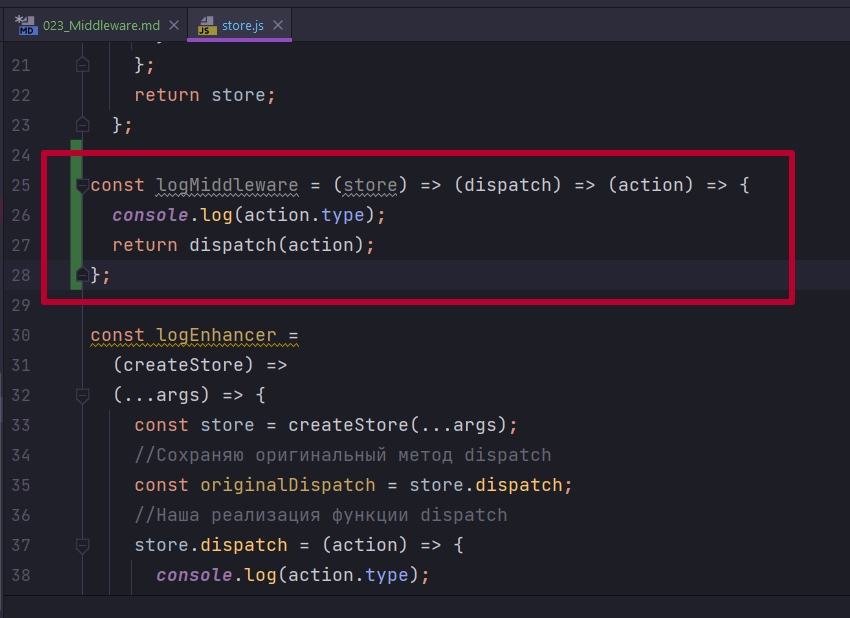 023_Middleware.md store.js
21 };
22 return store;
23 };
24
25 const logMiddleware = (store) => (dispatch) => (action) => {
26 console.log(action.type);
27 return dispatch(action);
28 };
29
30 const logEnhancer =
31 (createStore) =>
32 (...args) => {
33 const store = createStore(...args);
34 //Сохраняю оригинальный метод dispatch
35 const originalDispatch = store.dispatch;
36 //Наша реализация функции dispatch
37 store.dispatch = (action) => {
38 console.log(action.type);